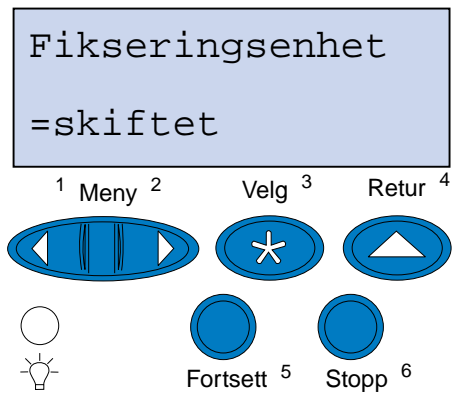 Fikseringsenhet
=skiftet
1 Meny 2 Velg 3 Retur 4
Fortsett 5 Stopp 6